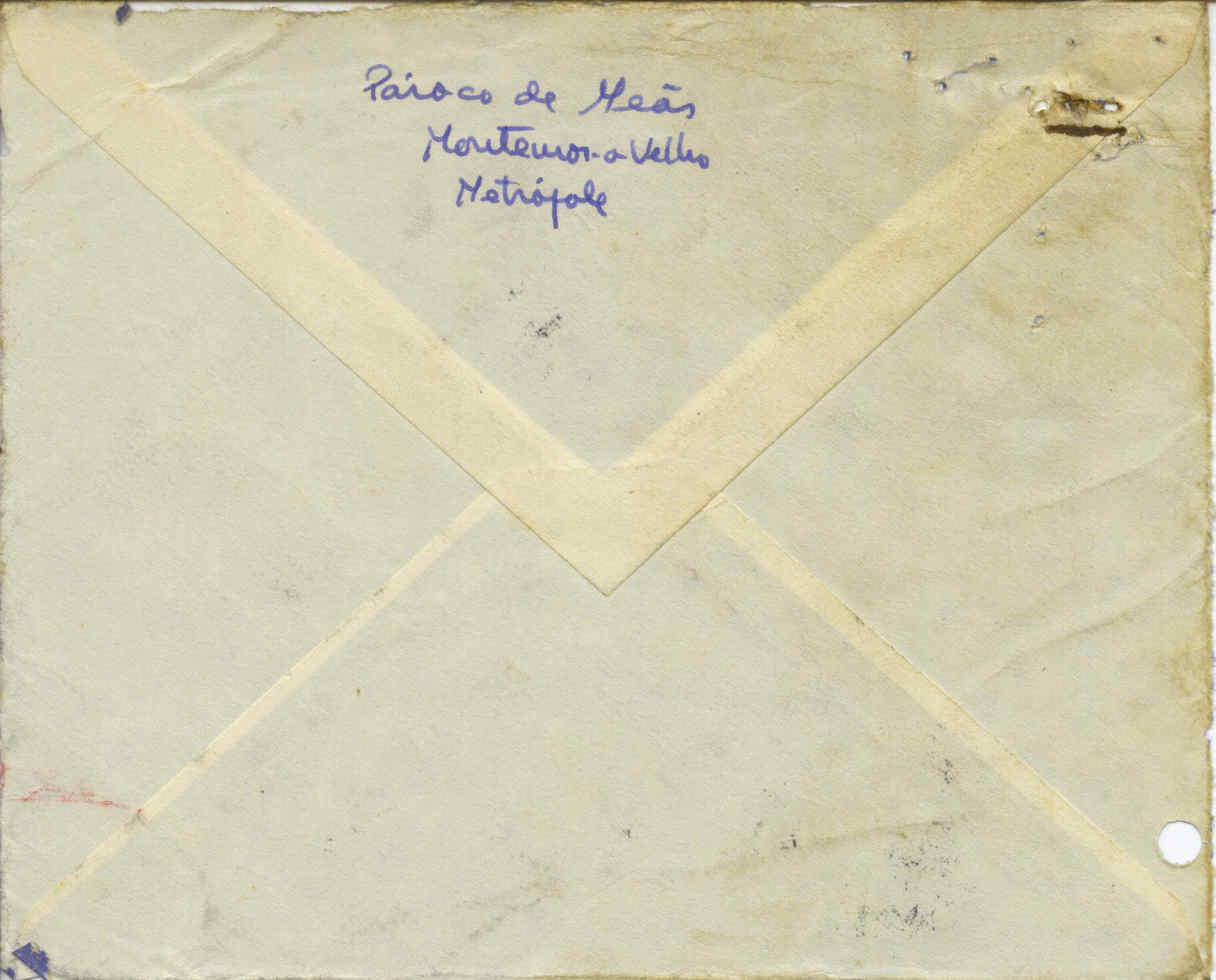 Pároco de Meãs
Montemor-o-Velho
Metrópole